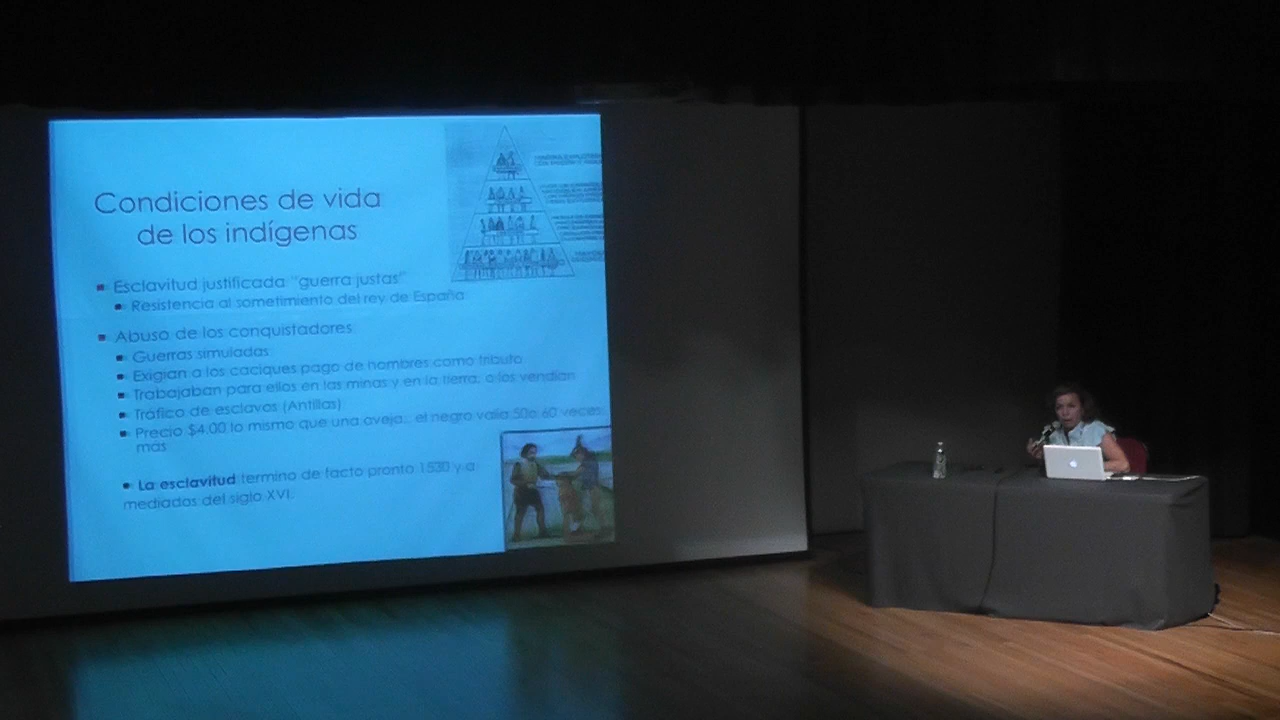 Condiciones de vida
de los indígenas
Esclavitud justificada "guerra justas"
Resistencia al sometimiento del rey de España
Abuso de los conquistadores
Guerras simuladas
Exigían a los caciques pago de hombres como tributo
Trabajaban para ellos en las minas y en la tierra, o los vendían
Tráfico de esclavos (Antillas)
Precio $4.00 lo mismo que una oveja.. el negro valía 50o 60 veces
más
La esclavitud termino de facto pronto 1530 y a
mediados del siglo XVI.